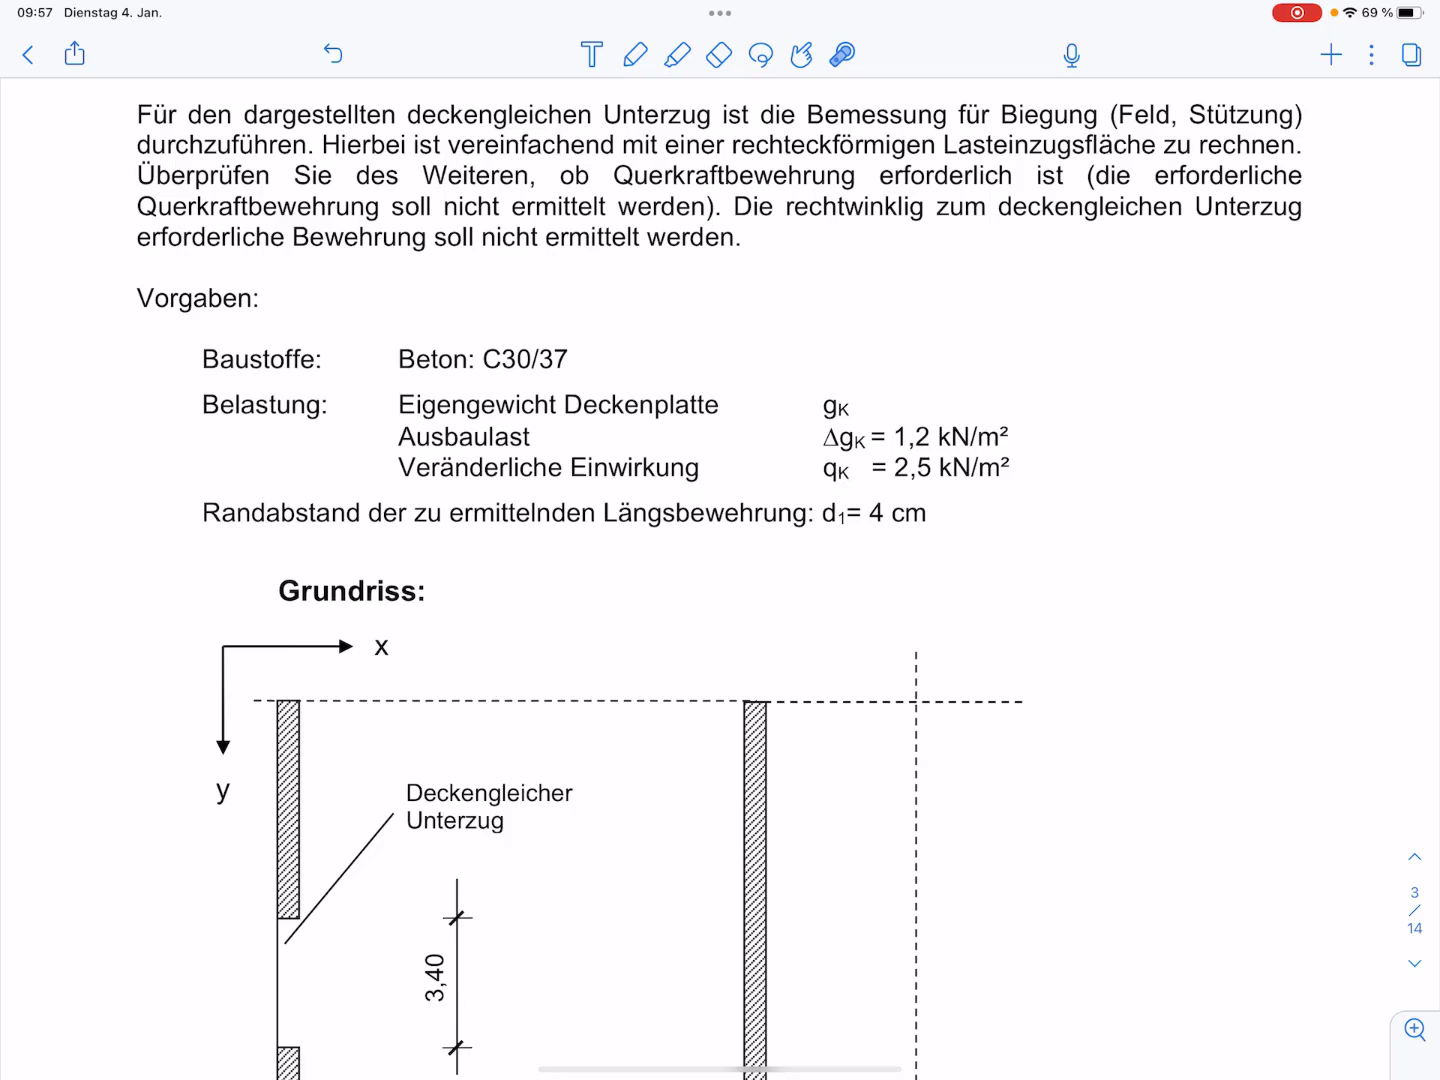 09:57 Dienstag 4. Jan.
69 %
Für den dargestellten deckengleichen Unterzug ist die Bemessung für Biegung (Feld, Stützung)
durchzuführen. Hierbei ist vereinfachend mit einer rechteckförmigen Lasteinzugsfläche zu rechnen.
Überprüfen Sie des Weiteren, ob Querkraftbewehrung erforderlich ist (die erforderliche
Querkraftbewehrung soll nicht ermittelt werden). Die rechtwinklig zum deckengleichen Unterzug
erforderliche Bewehrung soll nicht ermittelt werden.
Vorgaben:
Baustoffe: Beton: C30/37
Belastung: Eigengewicht Deckenplatte gK
Ausbaulast ΔgK = 1,2 kN/m²
Veränderliche Einwirkung qK = 2,5 kN/m²
Randabstand der zu ermittelnden Längsbewehrung: d1= 4 cm
Grundriss:
x
y
Deckengleicher
Unterzug
3,40
3
/
14